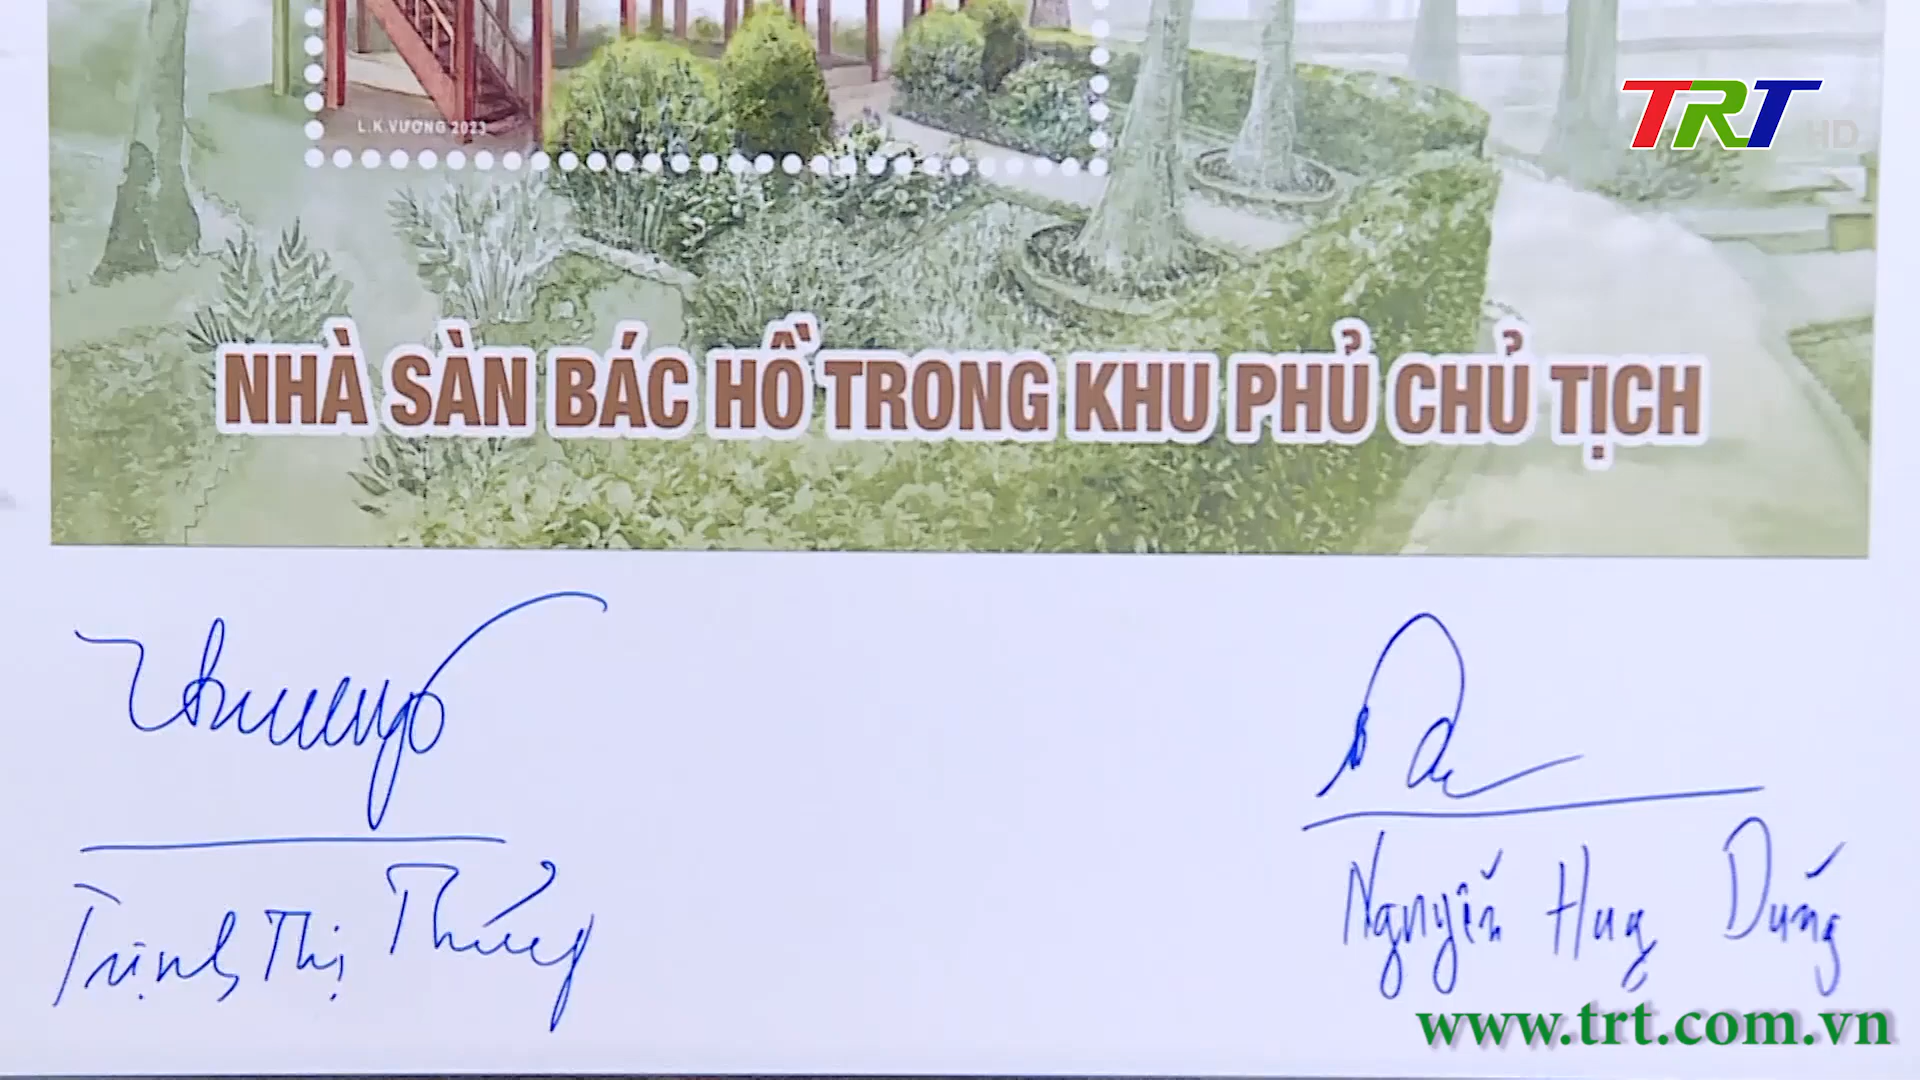 TRT HD
L.K.VƯƠNG 2023
NHÀ SÀN BÁC HỒ TRONG KHU PHỦ CHỦ TỊCH
Trịnh Thị Nguyễn Huy Dũng
www.trt.com.vn